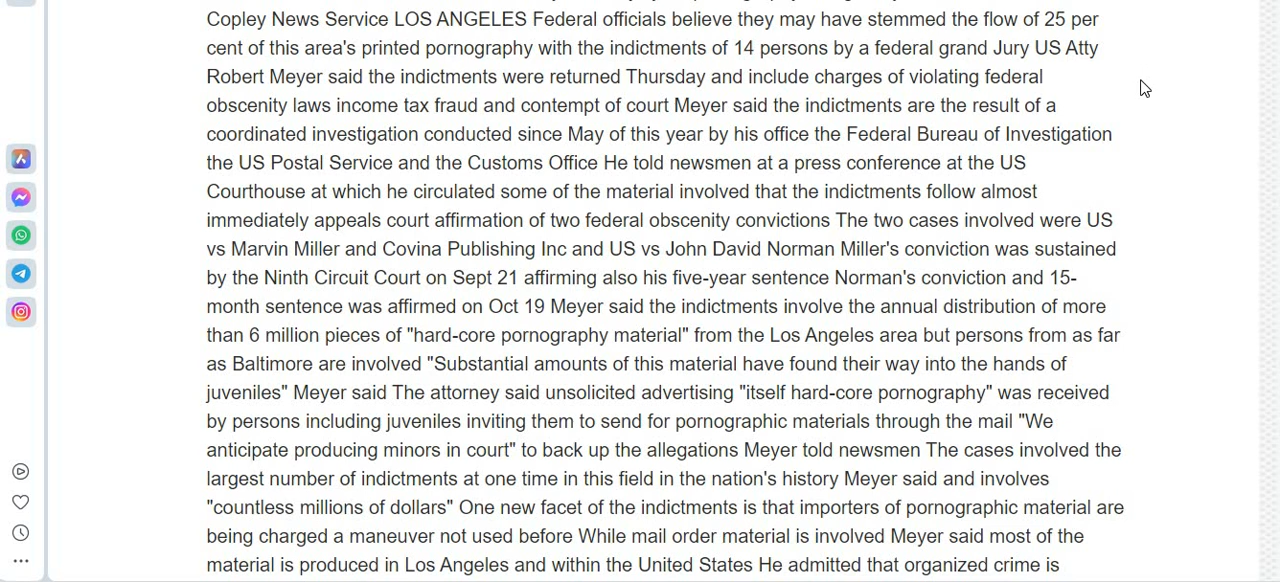 Copley News Service LOS ANGELES Federal officials believe they may have stemmed the flow of 25 per
cent of this area's printed pornography with the indictments of 14 persons by a federal grand Jury US Atty
Robert Meyer said the indictments were returned Thursday and include charges of violating federal
obscenity laws income tax fraud and contempt of court Meyer said the indictments are the result of a
coordinated investigation conducted since May of this year by his office the Federal Bureau of Investigation
the US Postal Service and the Customs Office He told newsmen at a press conference at the US
Courthouse at which he circulated some of the material involved that the indictments follow almost
immediately appeals court affirmation of two federal obscenity convictions The two cases involved were US
vs Marvin Miller and Covina Publishing Inc and US vs John David Norman Miller's conviction was sustained
by the Ninth Circuit Court on Sept 21 affirming also his five-year sentence Norman's conviction and 15-
month sentence was affirmed on Oct 19 Meyer said the indictments involve the annual distribution of more
than 6 million pieces of "hard-core pornography material" from the Los Angeles area but persons from as far
as Baltimore are involved "Substantial amounts of this material have found their way into the hands of
juveniles" Meyer said The attorney said unsolicited advertising "itself hard-core pornography" was received
by persons including juveniles inviting them to send for pornographic materials through the mail "We
anticipate producing minors in court" to back up the allegations Meyer told newsmen The cases involved the
largest number of indictments at one time in this field in the nation's history Meyer said and involves
"countless millions of dollars" One new facet of the indictments is that importers of pornographic material are
being charged a maneuver not used before While mail order material is involved Meyer said most of the
material is produced in Los Angeles and within the United States He admitted that organized crime is